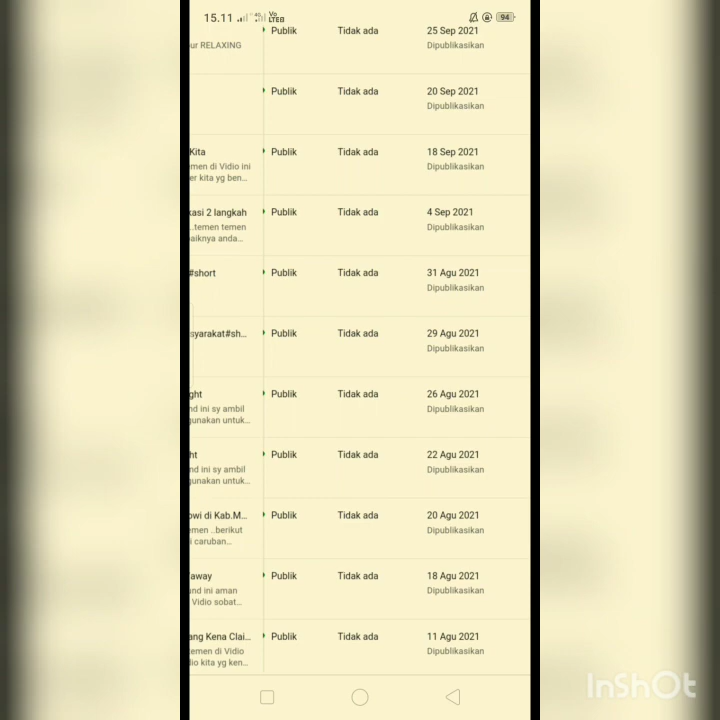 15.11 4G Vo LTEB 94
Publik Tidak ada 25 Sep 2021
ur RELAXING Dipublikasikan
Publik Tidak ada 20 Sep 2021
Dipublikasikan
Kita Publik Tidak ada 18 Sep 2021
emen di Vidio ini Dipublikasikan
er kita yg ben...
kasi 2 langkah Publik Tidak ada 4 Sep 2021
..temen temen Dipublikasikan
aiknya anda...
#short Publik Tidak ada 31 Agu 2021
Dipublikasikan
syarakat#sh... Publik Tidak ada 29 Agu 2021
Dipublikasikan
ght Publik Tidak ada 26 Agu 2021
nd ini sy ambil Dipublikasikan
gunakan untuk...
ht Publik Tidak ada 22 Agu 2021
nd ini sy ambil Dipublikasikan
gunakan untuk...
owi di Kab.M... Publik Tidak ada 20 Agu 2021
emen ..berikut Dipublikasikan
i caruban...
away Publik Tidak ada 18 Agu 2021
und ini aman Dipublikasikan
Vidio sobat...
ang Kena Clai... Publik Tidak ada 11 Agu 2021
temen di Vidio Dipublikasikan
dio kita yg ken...
InShOt